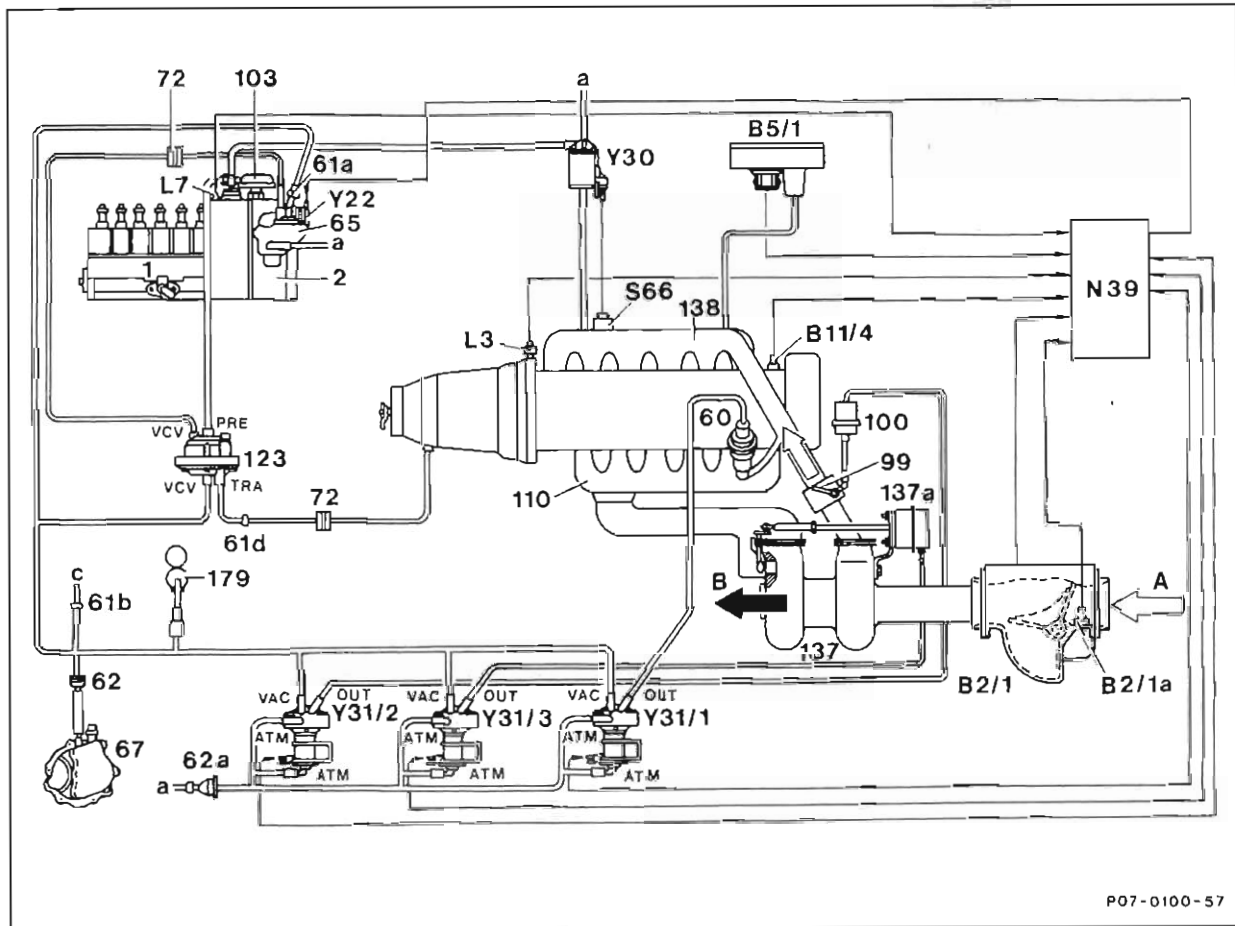 72
103
a
B5/1
Y30
61a
L7
Y22
65
a
1
2
N39
S66
138
L3
B11/4
60
100
VCV
PRE
123
99
VCV
TRA
72
110
137a
61d
179
B
A
c
61b
137
B2/1
B2/1a
62
VAC
OUT
VAC
OUT
VAC
OUT
Y31/2
Y31/3
Y31/1
67
ATM
ATM
ATM
62a
ATM
ATM
ATM
a
P07-0100-57